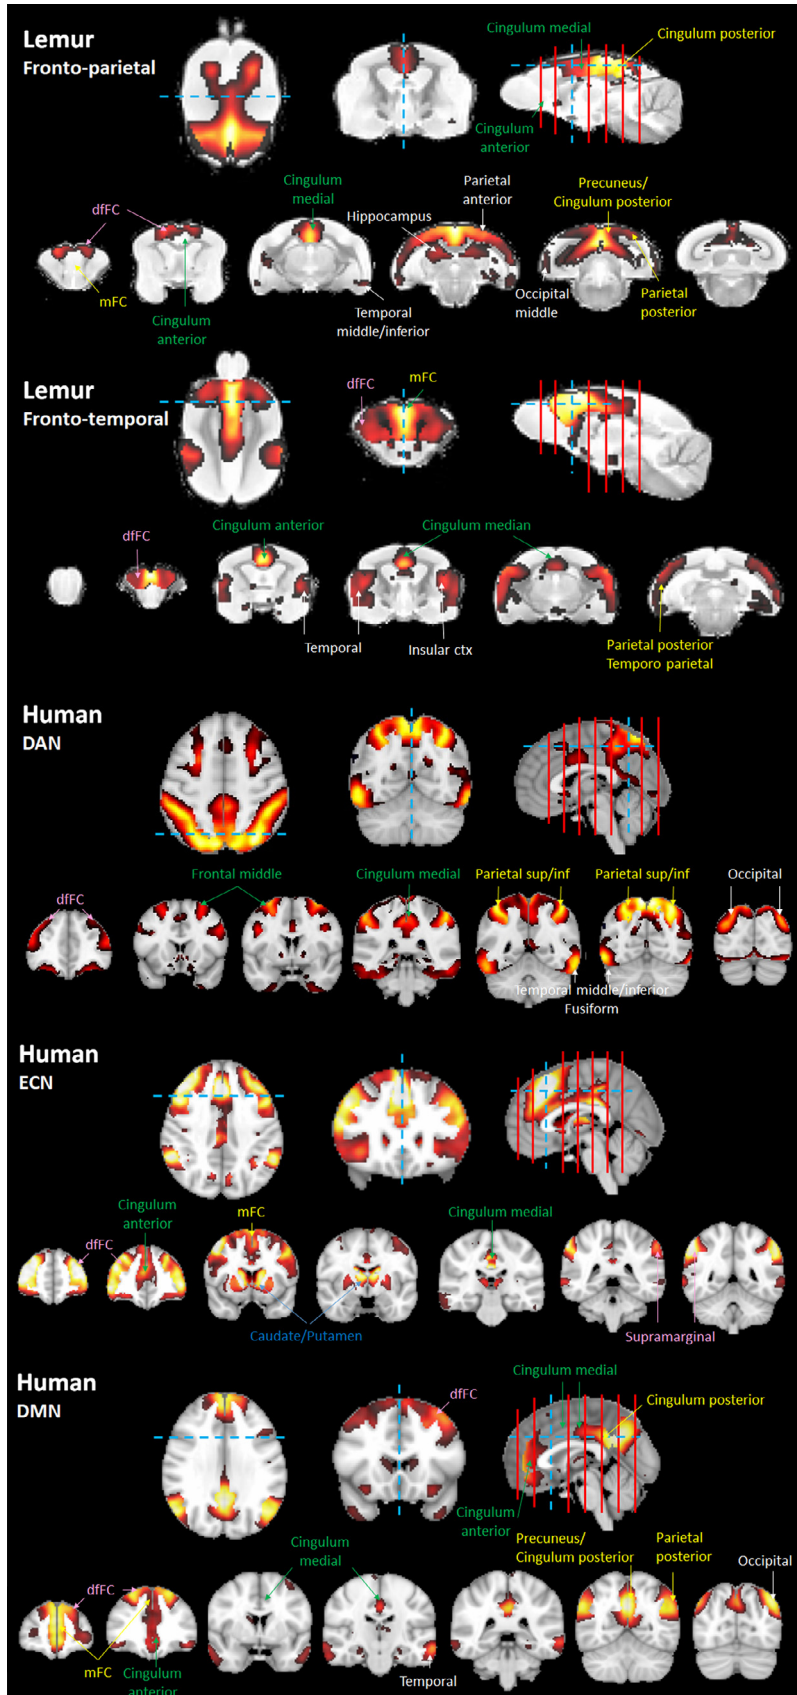 Lemur
Fronto-parietal
Cingulum medial
Cingulum posterior
Cingulum
anterior
dfFC
mFC
Cingulum
anterior
Cingulum
medial
Hippocampus
Parietal
anterior
Temporal
middle/inferior
Precuneus/
Cingulum posterior
Occipital
middle
Parietal
posterior
Lemur
Fronto-temporal
dfFC
mFC
dfFC
Cingulum anterior
Cingulum median
Temporal
Insular ctx
Parietal posterior
Temporo parietal
Human
DAN
dfFC
Frontal middle
Cingulum medial
Parietal sup/inf
Parietal sup/inf
Occipital
Temporal middle/inferior
Fusiform
Human
ECN
Cingulum
anterior
dfFC
mFC
Cingulum medial
Caudate/Putamen
Supramarginal
Human
DMN
dfFC
Cingulum medial
Cingulum posterior
Cingulum
anterior
dfFC
mFC
Cingulum
anterior
Cingulum
medial
Temporal
Precuneus/
Cingulum posterior
Parietal
posterior
Occipital